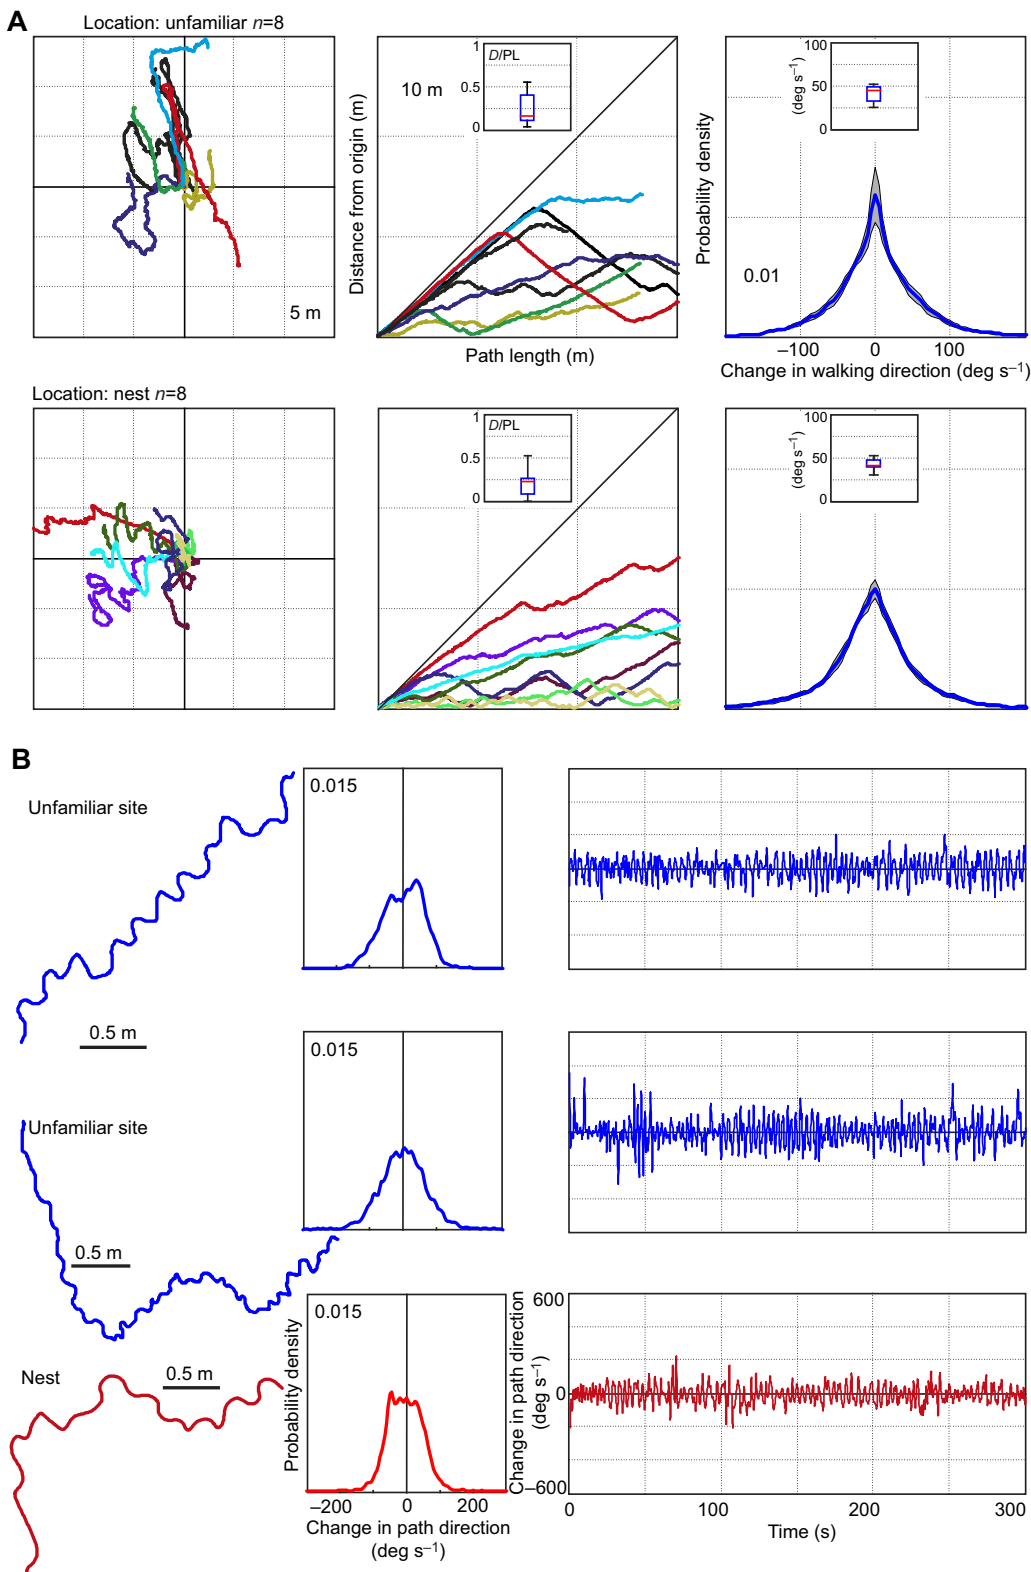 A
Location: unfamiliar n=8
5 m
Distance from origin (m)
10 m
D/PL
1
0.5
0
Path length (m)
Probability density
(deg s–1)
100
50
0
0.01
–100 0 100
Change in walking direction (deg s–1)
Location: nest n=8
D/PL
1
0.5
0
(deg s–1)
100
50
0
B
Unfamiliar site
0.5 m
0.015
Unfamiliar site
0.5 m
0.015
Nest
0.5 m
0.015
Probability density
–200 0 200
Change in path direction
(deg s–1)
Change in path direction
(deg s–1)
600
0
–600
0 100 200 300
Time (s)